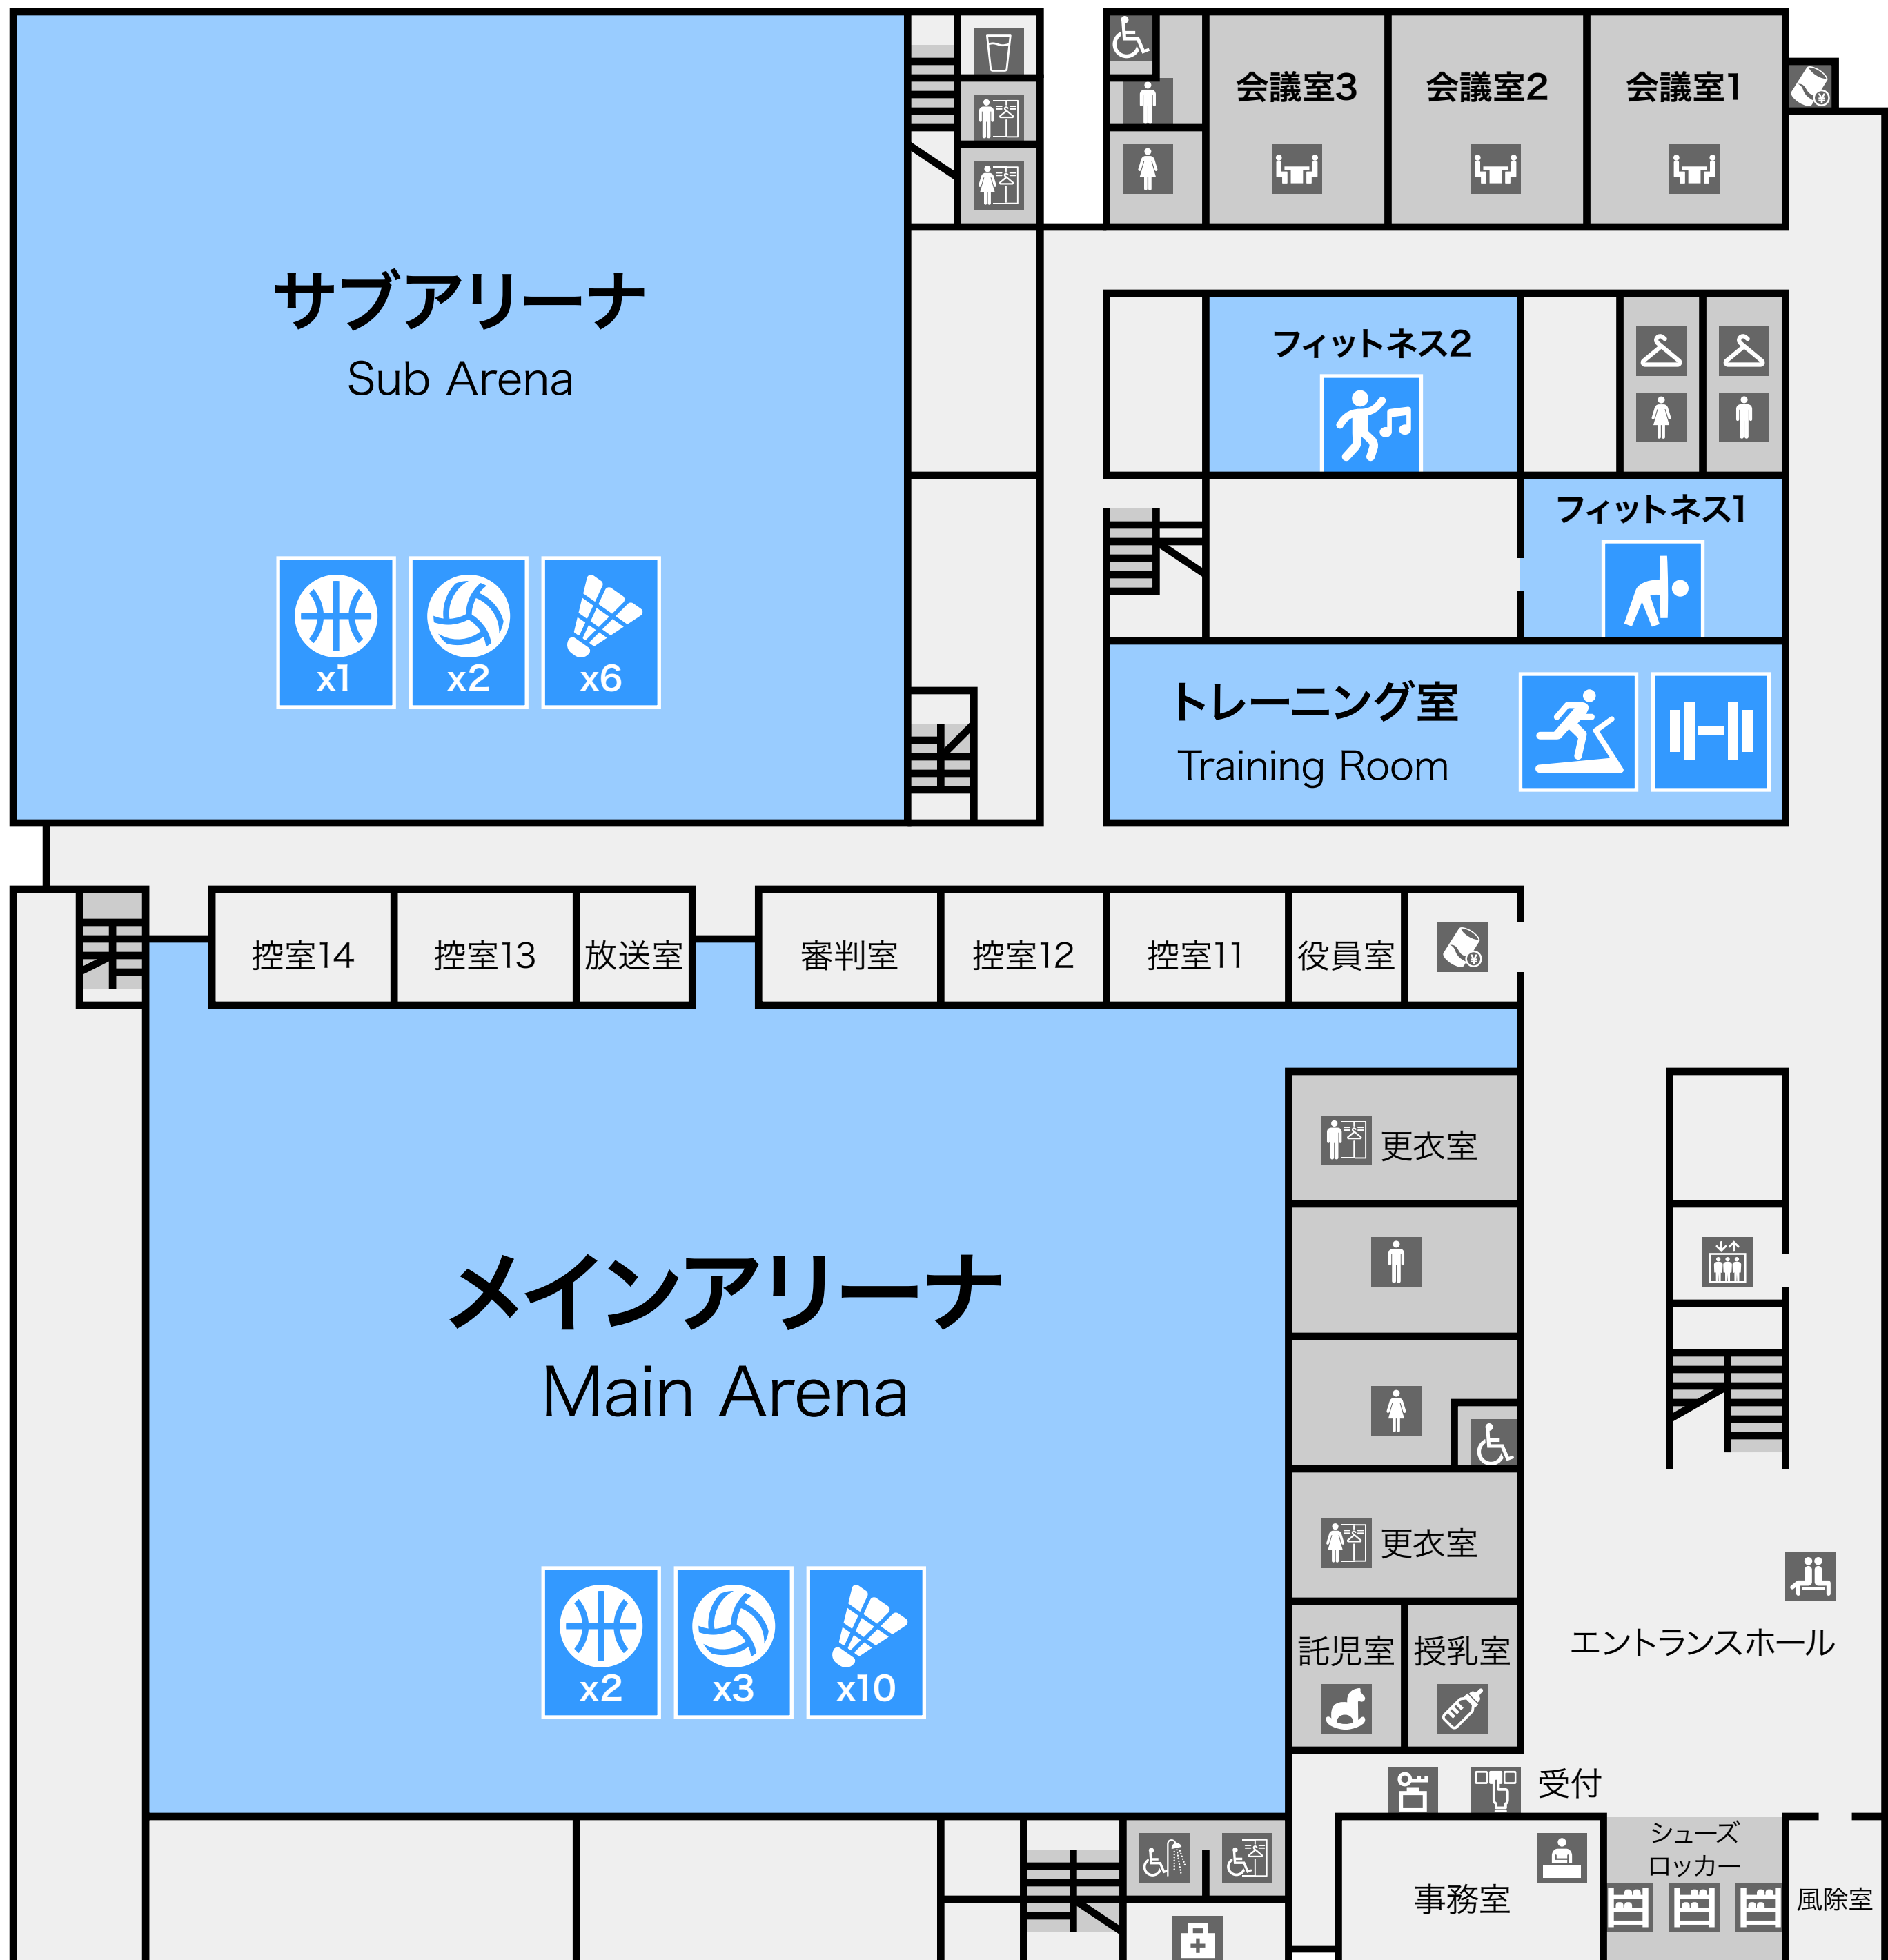 会議室3
会議室2
会議室1
サブアリーナ
Sub Arena
フィットネス2
フィットネス1
x1
x2
x6
トレーニング室
Training Room
控室14
控室13
放送室
審判室
控室12
控室11
役員室
¥
¥
更衣室
メインアリーナ
Main Arena
更衣室
x2
x3
x10
託児室
授乳室
エントランスホール
受付
シューズ
ロッカー
事務室
風除室